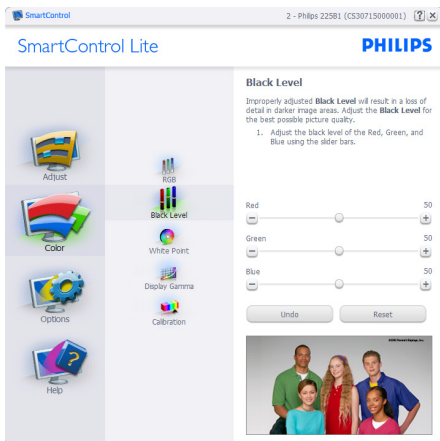 SmartControl
2 - Philips 225B1 (CS30715000001)
SmartControl Lite
PHILIPS
Adjust
Color
Options
Help
RGB
Black Level
White Point
Display Gamma
Calibration
Black Level
Improperly adjusted Black Level will result in a loss of
detail in darker image areas. Adjust the Black Level for
the best possible picture quality.
1. Adjust the black level of the Red, Green, and
Blue using the slider bars.
Red 50
Green 50
Blue 50
Undo
Reset